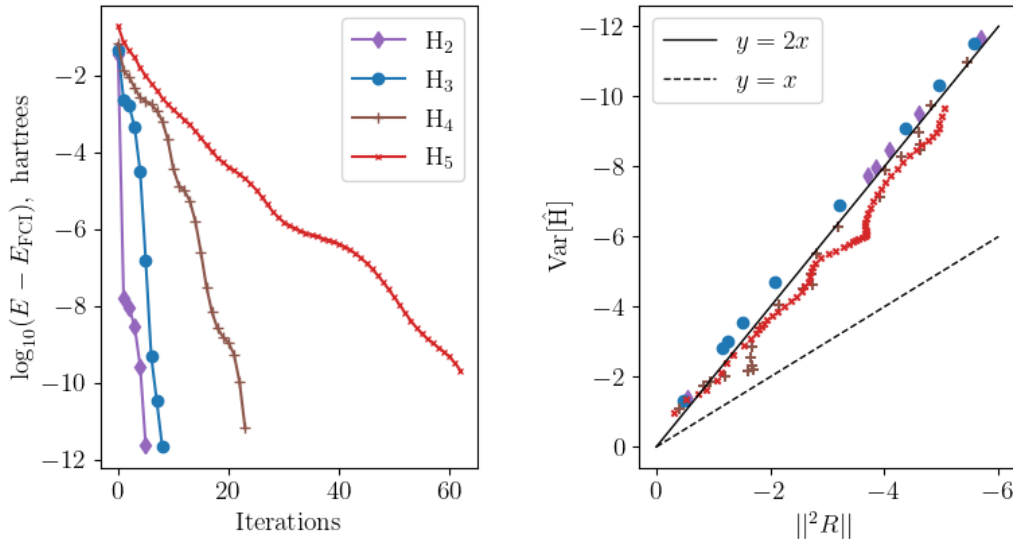 −2
−4
−6
−8
−10
−12
0
20
40
60
Iterations
log₁₀(E − E_FCI), hartrees
H₂
H₃
H₄
H₅
−12
−10
−8
−6
−4
−2
0
0
−2
−4
−6
||²R||
Var[Ĥ]
y = 2x
y = x